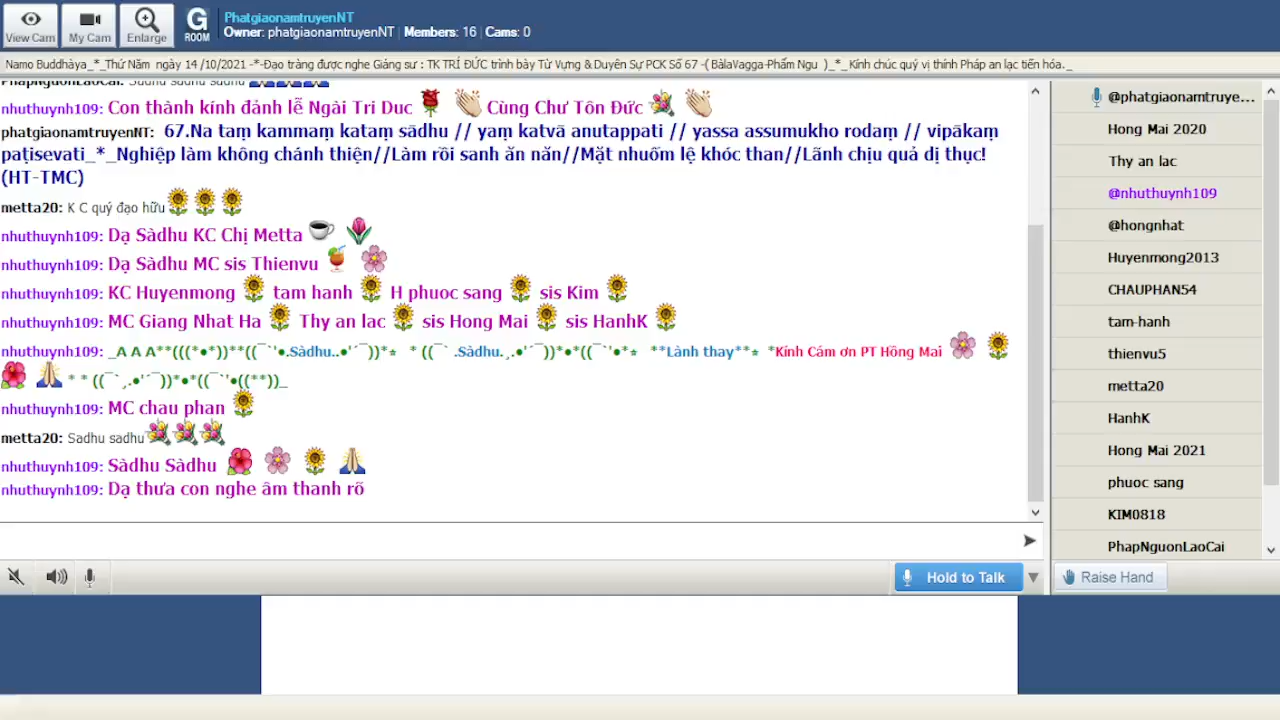 View Cam
My Cam
Enlarge
G
ROOM
PhatgiaonamtruyenNT
Owner: phatgiaonamtruyenNT | Members: 16 | Cams: 0
Namo Buddhàya_*_Thứ Năm ngày 14 /10/2021 -*-Đạo tràng được nghe Giảng sư : TK TRÍ ĐỨC trình bày Từ Vựng & Duyên Sự PCK Số 67 -( BàlaVagga-Phẩm Ngu )_*_Kính chúc quý vị thính Pháp an lạc tiến hóa._
PhapNguonLaoCai: Sadhu sadhu sadhu
nhuthuynh109: Con thành kính đảnh lễ Ngài Tri Duc 🌹 👏 Cùng Chư Tôn Đức 💐 👏
phatgiaonamtruyenNT: 67.Na taṃ kammaṃ kataṃ sādhu // yaṃ katvā anutappati // yassa assumukho rodaṃ // vipākaṃ
paṭisevati_*_Nghiệp làm không chánh thiện//Làm rồi sanh ăn năn//Mặt nhuốm lệ khóc than//Lãnh chịu quả dị thục!
(HT-TMC)
metta20: K C quý đạo hữu🌻🌻🌻
nhuthuynh109: Dạ Sàdhu KC Chị Metta ☕ 🌷
nhuthuynh109: Dạ Sàdhu MC sis Thienvu 🍹 🌸
nhuthuynh109: KC Huyenmong 🌻 tam hanh 🌻 H phuoc sang 🌻 sis Kim 🌻
nhuthuynh109: MC Giang Nhat Ha 🌻 Thy an lac 🌻 sis Hong Mai 🌻 sis HanhK 🌻
nhuthuynh109: _A A A**(((*•*))**((¯`'•.Sàdhu..•'´¯))*⋆ * ((¯` .Sàdhu.¸.•'´¯))*•*((¯`'•*⋆ **Lành thay**⋆ *Kính Cám ơn PT Hồng Mai 🌸 🌻
🌺 🙏 * * ((¯`¸.•'´¯))*•*((¯`'•((**))_
nhuthuynh109: MC chau phan 🌻
metta20: Sadhu sadhu💐💐💐
nhuthuynh109: Sàdhu Sàdhu 🌺 🌸 🌻 🙏
nhuthuynh109: Dạ thưa con nghe âm thanh rõ
Hold to Talk
@phatgiaonamtruye...
Hong Mai 2020
Thy an lac
@nhuthuynh109
@hongnhat
Huyenmong2013
CHAUPHAN54
tam-hanh
thienvu5
metta20
HanhK
Hong Mai 2021
phuoc sang
KIM0818
PhapNguonLaoCai
Raise Hand